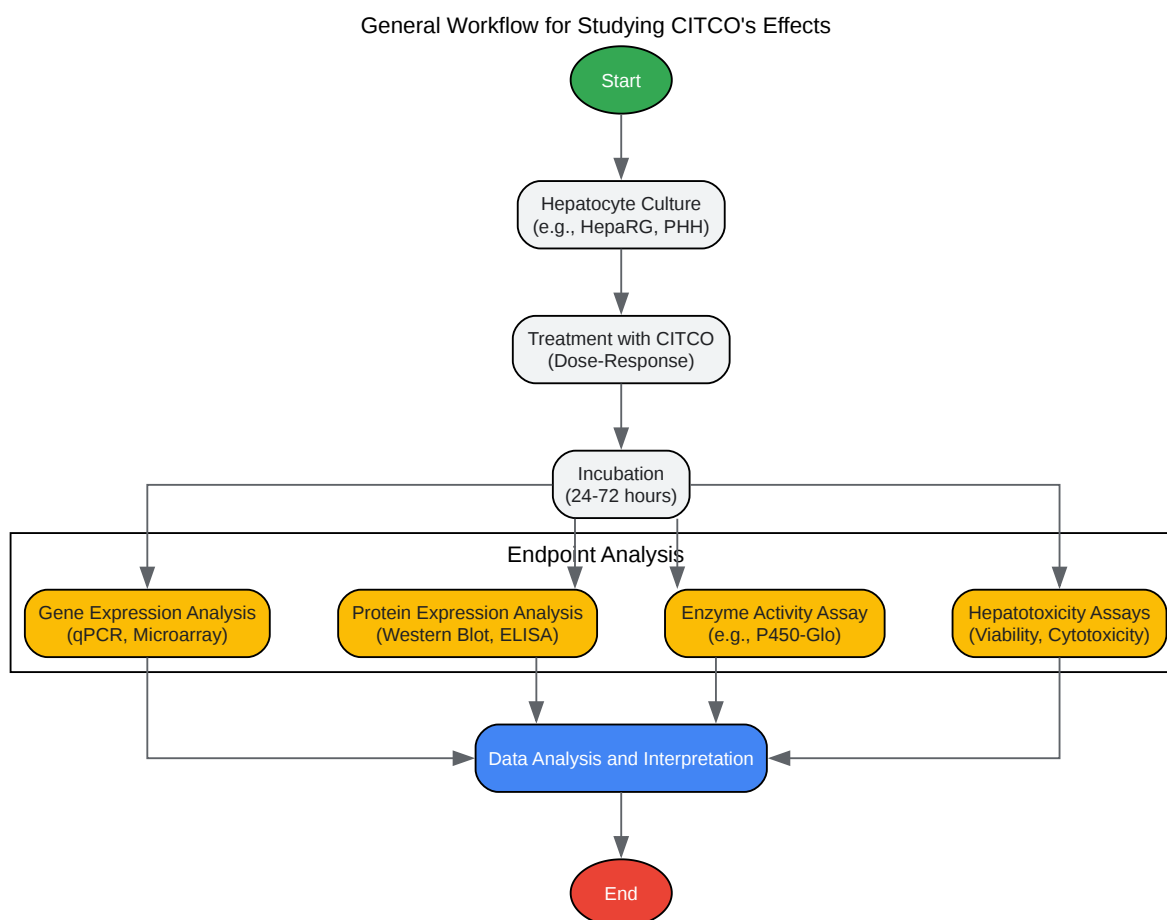 General Workflow for Studying CITCO's Effects
Start
Hepatocyte Culture
(e.g., HepaRG, PHH)
Treatment with CITCO
(Dose-Response)
Incubation
(24-72 hours)
Endpoint Analysis
Gene Expression Analysis
(qPCR, Microarray)
Protein Expression Analysis
(Western Blot, ELISA)
Enzyme Activity Assay
(e.g., P450-Glo)
Hepatotoxicity Assays
(Viability, Cytotoxicity)
Data Analysis and Interpretation
End